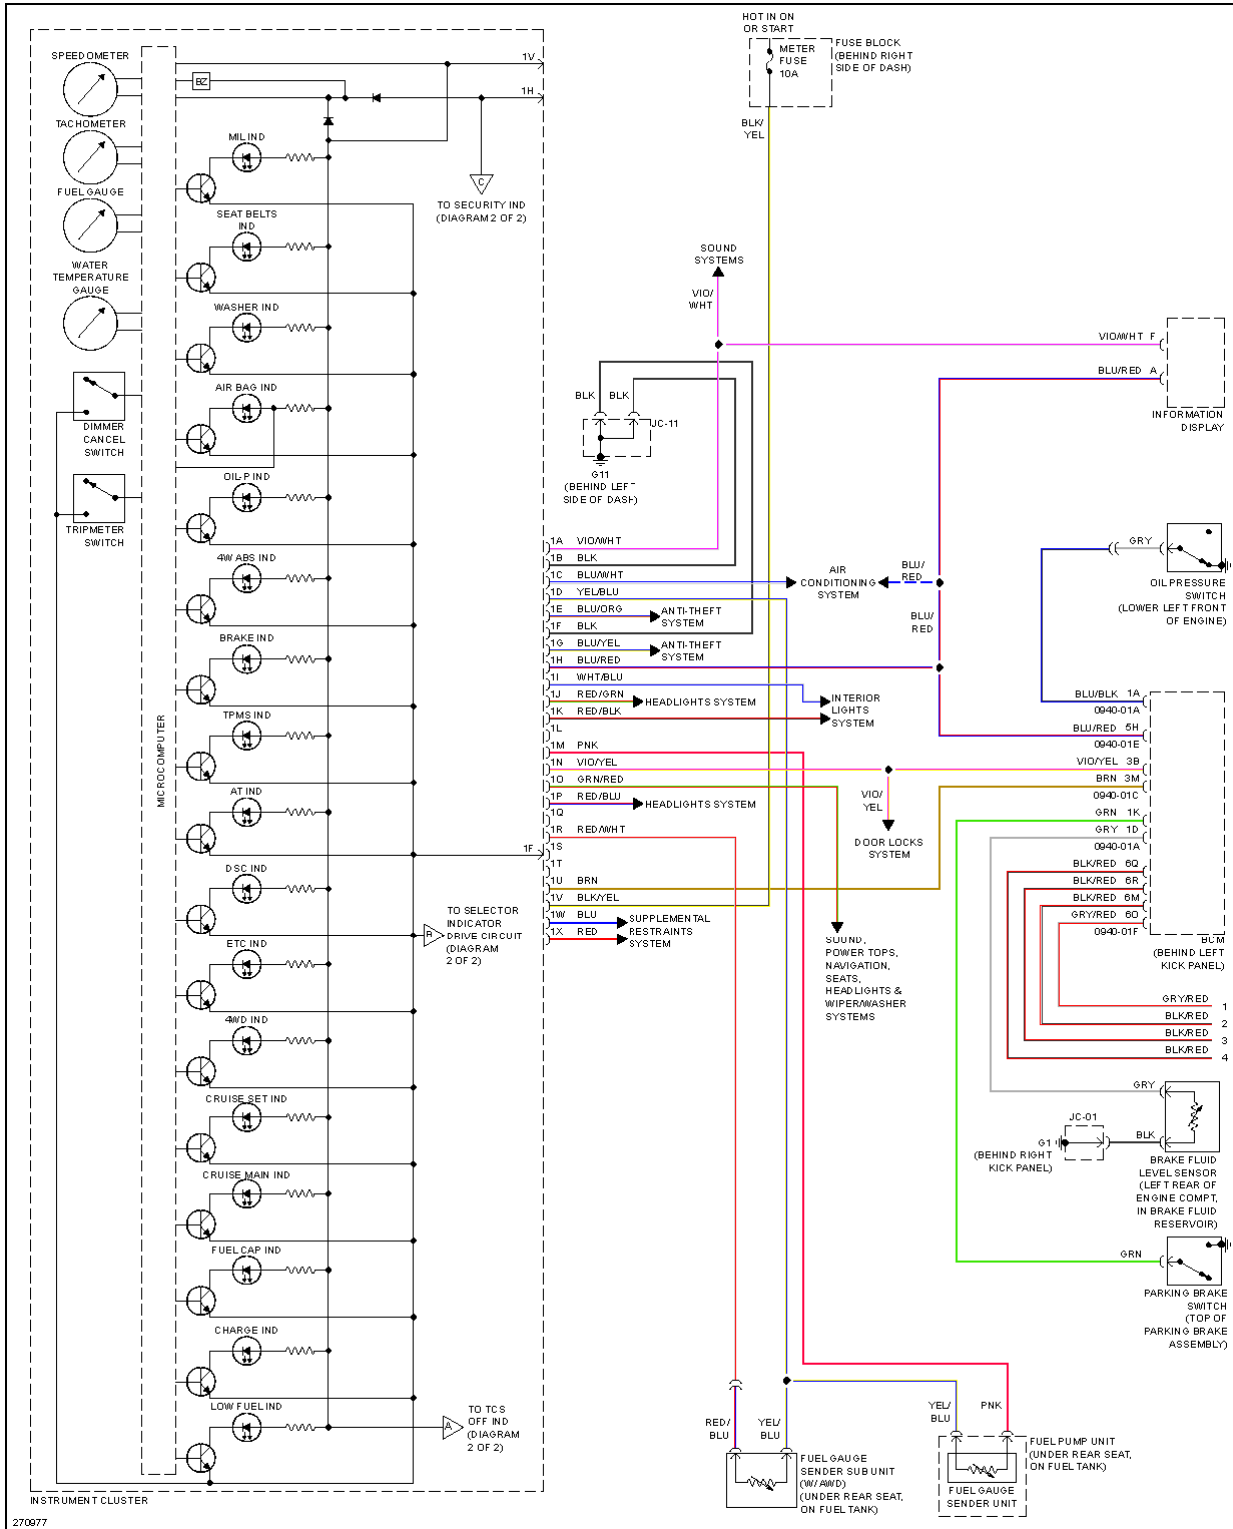 HOT IN ON
OR START
METER
FUSE
10A
FUSE BLOCK
(BEHIND RIGHT
SIDE OF DASH)
BLK/
YEL
SPEEDOMETER
TACHOMETER
FUEL GAUGE
WATER
TEMPERATURE
GAUGE
DIMMER
CANCEL
SWITCH
TRIPMETER
SWITCH
MICROCOMPUTER
BZ
1V
1H
MIL IND
SEAT BELTS
IND
WASHER IND
AIR BAG IND
OIL-P IND
4W ABS IND
BRAKE IND
TPMS IND
AT IND
DSC IND
ETC IND
4WD IND
CRUISE SET IND
CRUISE MAIN IND
FUEL CAP IND
CHARGE IND
LOW FUEL IND
C
TO SECURITY IND
(DIAGRAM 2 OF 2)
1F
B
TO SELECTOR
INDICATOR
DRIVE CIRCUIT
(DIAGRAM
2 OF 2)
A
TO TCS
OFF IND
(DIAGRAM
2 OF 2)
INSTRUMENT CLUSTER
270977
SOUND
SYSTEMS
VIO/
WHT
BLK
BLK
JC-11
G11
(BEHIND LEFT
SIDE OF DASH)
1A VIO/WHT
1B BLK
1C BLU/WHT
1D YEL/BLU
1E BLU/ORG
1F BLK
1G BLU/YEL
1H BLU/RED
1I WHT/BLU
1J RED/GRN
1K RED/BLK
1L
1M PNK
1N VIO/YEL
1O GRN/RED
1P RED/BLU
1Q
1R RED/WHT
1S
1T
1U BRN
1V BLK/YEL
1W BLU
1X RED
ANTI-THEFT
SYSTEM
ANTI-THEFT
SYSTEM
HEADLIGHTS SYSTEM
HEADLIGHTS SYSTEM
SUPPLEMENTAL
RESTRAINTS
SYSTEM
AIR
CONDITIONING
SYSTEM
BLU/
RED
BLU/
RED
INTERIOR
LIGHTS
SYSTEM
VIO/
YEL
DOOR LOCKS
SYSTEM
SOUND,
POWER TOPS,
NAVIGATION,
SEATS,
HEADLIGHTS &
WIPER/WASHER
SYSTEMS
VIO/WHT F
BLU/RED A
INFORMATION
DISPLAY
GRY
OIL PRESSURE
SWITCH
(LOWER LEFT FRONT
OF ENGINE)
BLU/BLK 1A
0940-01A
BLU/RED 5H
0940-01E
VIO/YEL 3B
BRN 3M
0940-01C
GRN 1K
GRY 1D
0940-01A
BLK/RED 6Q
BLK/RED 6R
BLK/RED 6M
GRY/RED 6O
0940-01F
BCM
(BEHIND LEFT
KICK PANEL)
GRY/RED 1
BLK/RED 2
BLK/RED 3
BLK/RED 4
GRY
JC-01
G1
(BEHIND RIGHT
KICK PANEL)
BLK
BRAKE FLUID
LEVEL SENSOR
(LEFT REAR OF
ENGINE COMPT,
IN BRAKE FLUID
RESERVOIR)
GRN
PARKING BRAKE
SWITCH
(TOP OF
PARKING BRAKE
ASSEMBLY)
RED/
BLU
YEL/
BLU
FUEL GAUGE
SENDER SUB UNIT
(W/AWD)
(UNDER REAR SEAT,
ON FUEL TANK)
YEL/
BLU
PNK
FUEL PUMP UNIT
(UNDER REAR SEAT,
ON FUEL TANK)
FUEL GAUGE
SENDER UNIT